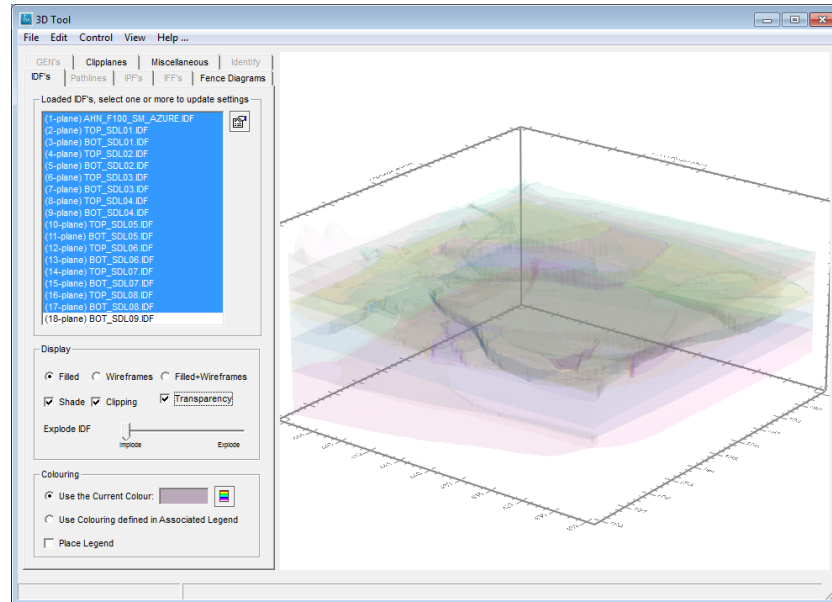 3D Tool
File Edit Control View Help ...
GEN's Clipplanes Miscellaneous Identify
IDF's Pathlines IPF's IFF's Fence Diagrams
Loaded IDF's, select one or more to update settings
(1-plane) AHN_F100_SM_AZURE.IDF
(2-plane) TOP_SDL01.IDF
(3-plane) BOT_SDL01.IDF
(4-plane) TOP_SDL02.IDF
(5-plane) BOT_SDL02.IDF
(6-plane) TOP_SDL03.IDF
(7-plane) BOT_SDL03.IDF
(8-plane) TOP_SDL04.IDF
(9-plane) BOT_SDL04.IDF
(10-plane) TOP_SDL05.IDF
(11-plane) BOT_SDL05.IDF
(12-plane) TOP_SDL06.IDF
(13-plane) BOT_SDL06.IDF
(14-plane) TOP_SDL07.IDF
(15-plane) BOT_SDL07.IDF
(16-plane) TOP_SDL08.IDF
(17-plane) BOT_SDL08.IDF
(18-plane) BOT_SDL09.IDF
Display
Filled Wireframes Filled+Wireframes
Shade Clipping Transparency
Explode IDF
Implode Explode
Colouring
Use the Current Colour:
Use Colouring defined in Associated Legend
Place Legend